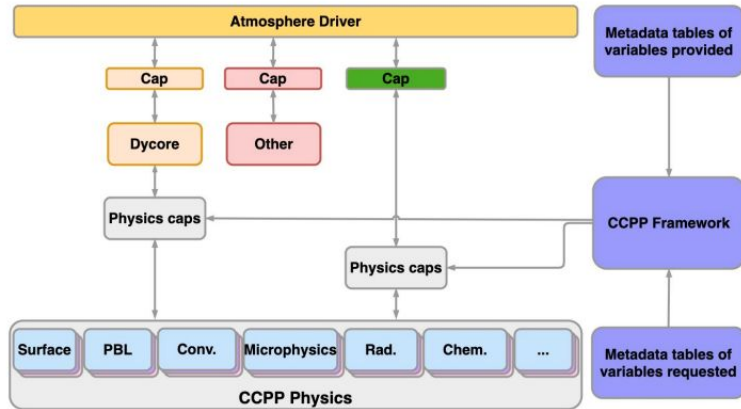 Atmosphere Driver
Metadata tables of
variables provided
Cap
Cap
Cap
Dycore
Other
Physics caps
CCPP Framework
Physics caps
Surface
PBL
Conv.
Microphysics
Rad.
Chem.
...
Metadata tables of
variables requested
CCPP Physics